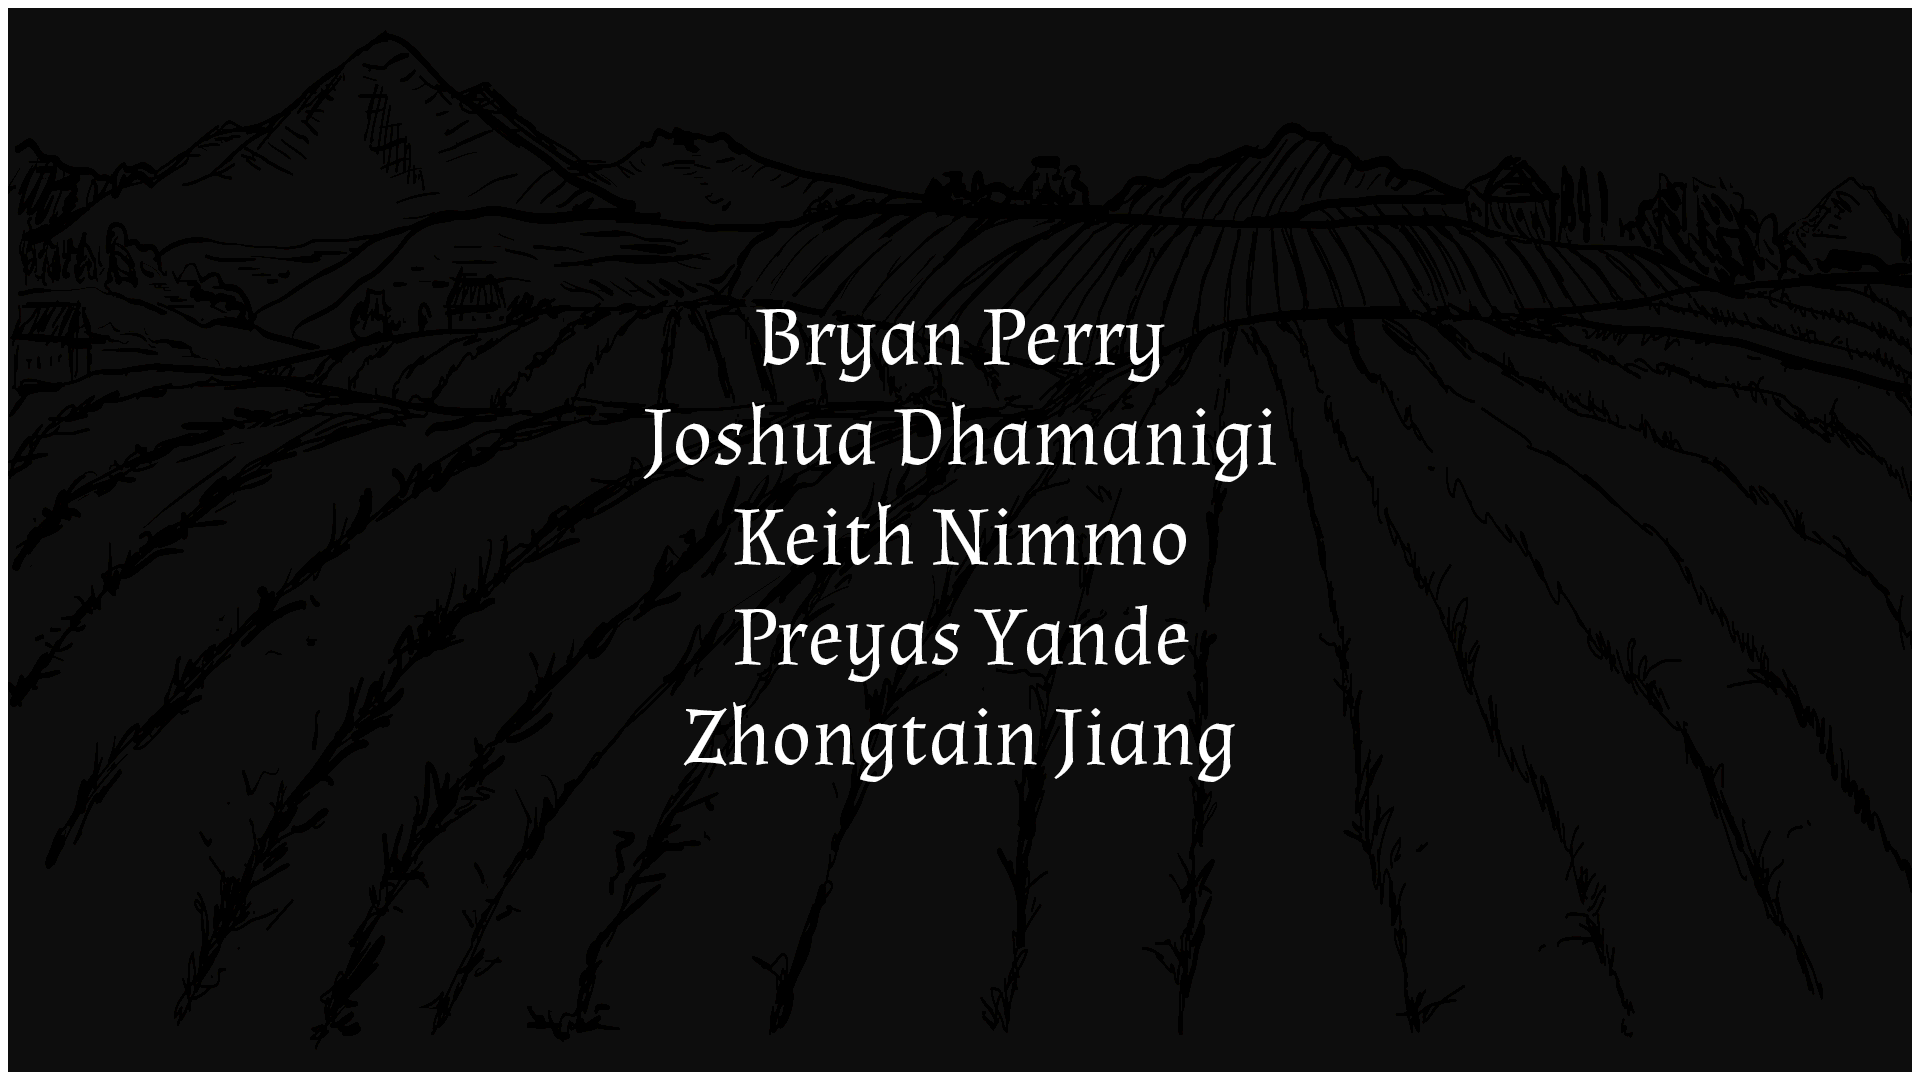 Bryan Perry
Joshua Dhamanigi
Keith Nimmo
Preyas Yande
Zhongtain Jiang